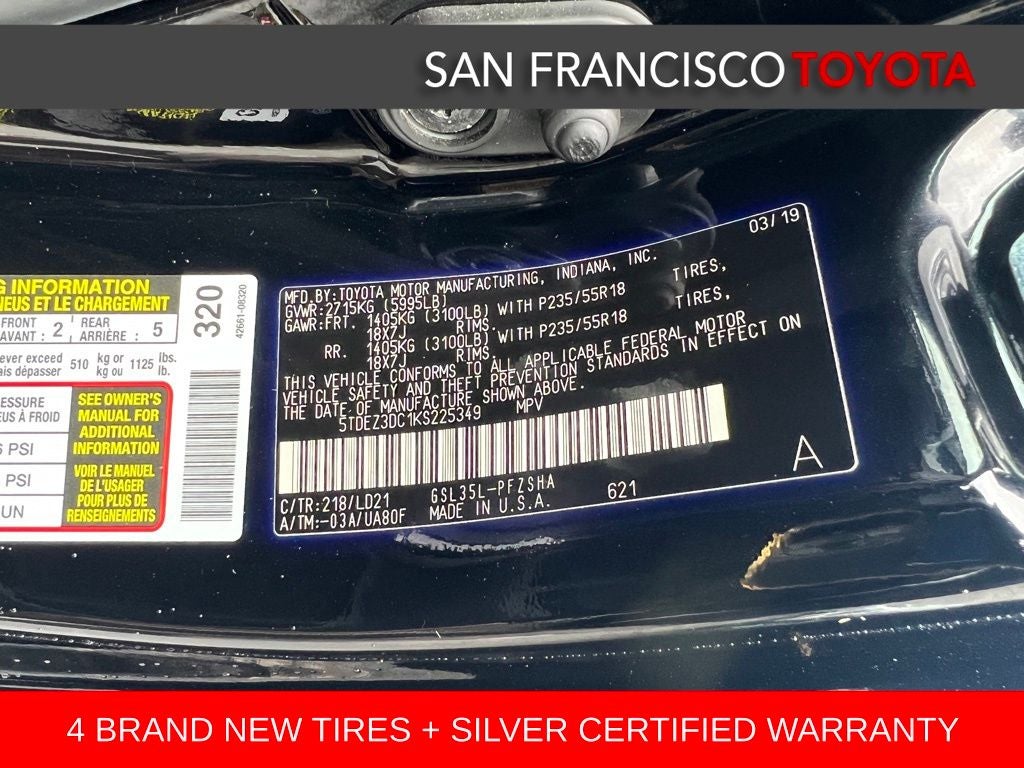 SAN FRANCISCO TOYOTA
03/19
MFD.BY:TOYOTA MOTOR MANUFACTURING, INDIANA, INC.
GVWR:2715KG (5995LB)
GAWR:FRT. 1405KG (3100LB) WITH P235/55R18 TIRES,
18X7J RIMS.
RR. 1405KG (3100LB) WITH P235/55R18 TIRES,
18X7J RIMS.
THIS VEHICLE CONFORMS TO ALL APPLICABLE FEDERAL MOTOR
VEHICLE SAFETY AND THEFT PREVENTION STANDARDS IN EFFECT ON
THE DATE OF MANUFACTURE SHOWN ABOVE.
5TDEZ3DC1KS225349 MPV
A
C/TR:218/LD21 GSL35L-PFZSHA 621
A/TM:-03A/UA80F MADE IN U.S.A.
G INFORMATION
NEUS ET LE CHARGEMENT
FRONT 2 REAR 5
AVANT : ARRIÈRE :
ever exceed 510 kg or 1125 lbs.
ais dépasser kg ou lb.
320
42661-08320
ESSURE
EUS À FROID
PSI
PSI
UN
SEE OWNER'S
MANUAL FOR
ADDITIONAL
INFORMATION
VOIR LE MANUEL
DE L'USAGER
POUR PLUS DE
RENSEIGNEMENTS
4 BRAND NEW TIRES + SILVER CERTIFIED WARRANTY